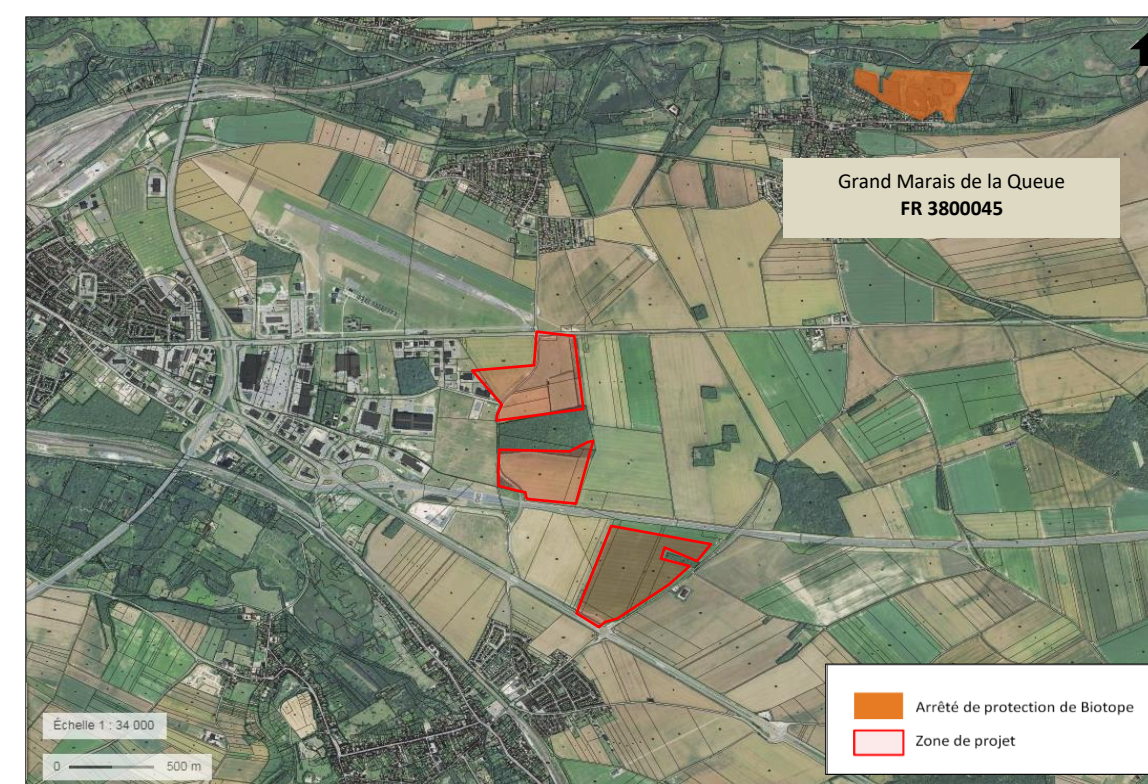 Grand Marais de la Queue
FR 3800045
Arrêté de protection de Biotope
Zone de projet
Échelle 1 : 34 000
0 500 m